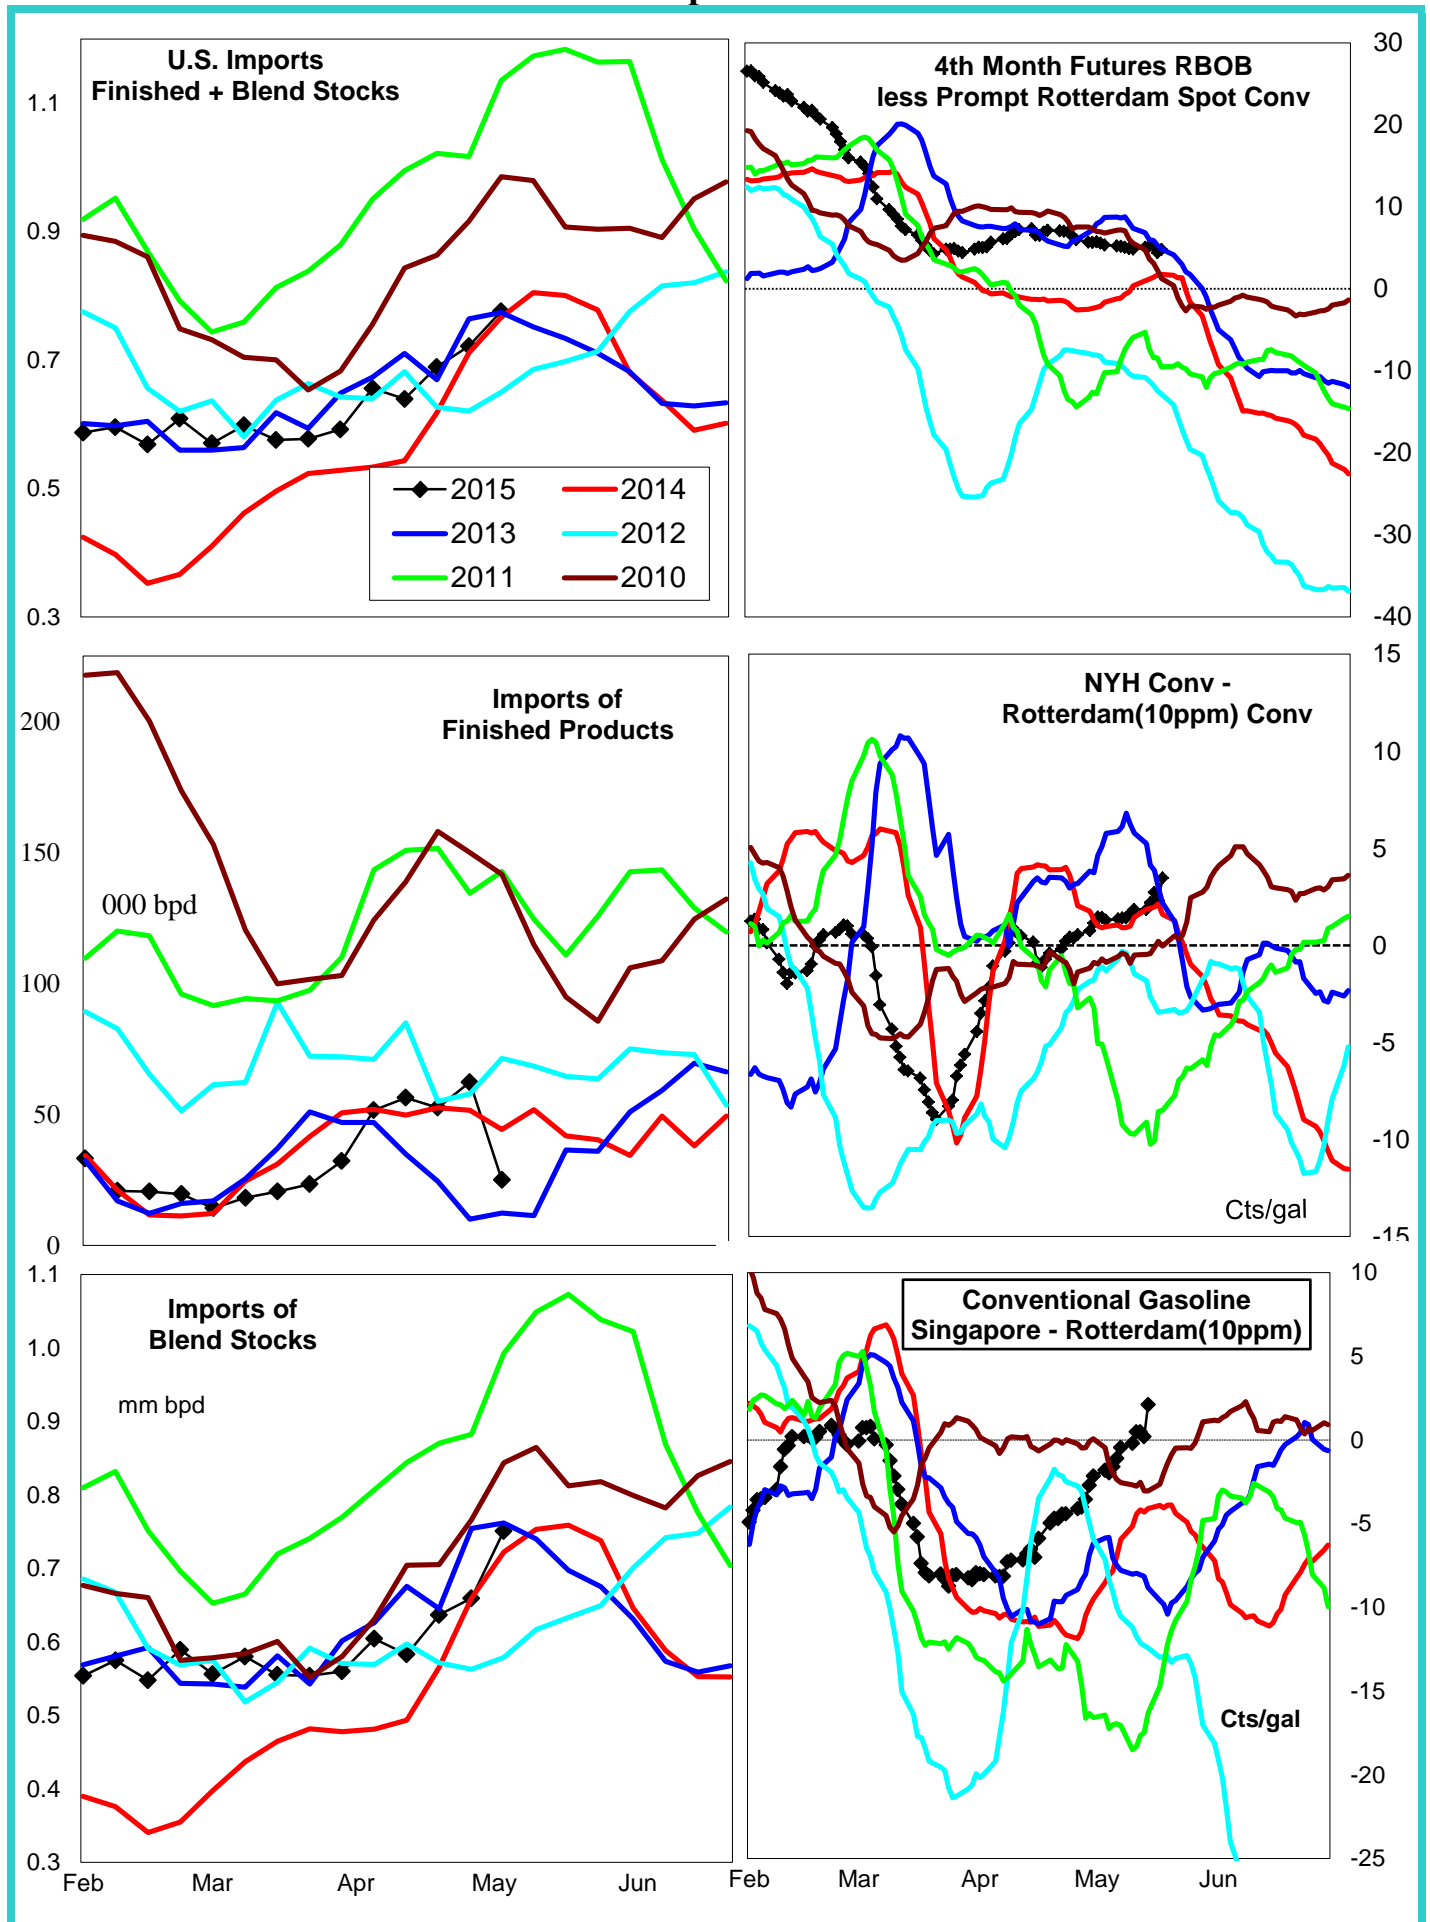 U.S. Imports
Finished + Blend Stocks
1.1
0.9
0.7
0.5
0.3
2015
2014
2013
2012
2011
2010
4th Month Futures RBOB
less Prompt Rotterdam Spot Conv
30
20
10
0
-10
-20
-30
-40
Imports of
Finished Products
000 bpd
200
150
100
50
0
NYH Conv -
Rotterdam(10ppm) Conv
15
10
5
0
-5
-10
-15
Cts/gal
Imports of
Blend Stocks
mm bpd
1.1
1.0
0.9
0.8
0.7
0.6
0.5
0.4
0.3
Feb
Mar
Apr
May
Jun
Conventional Gasoline
Singapore - Rotterdam(10ppm)
10
5
0
-5
-10
-15
-20
-25
Cts/gal
Feb
Mar
Apr
May
Jun